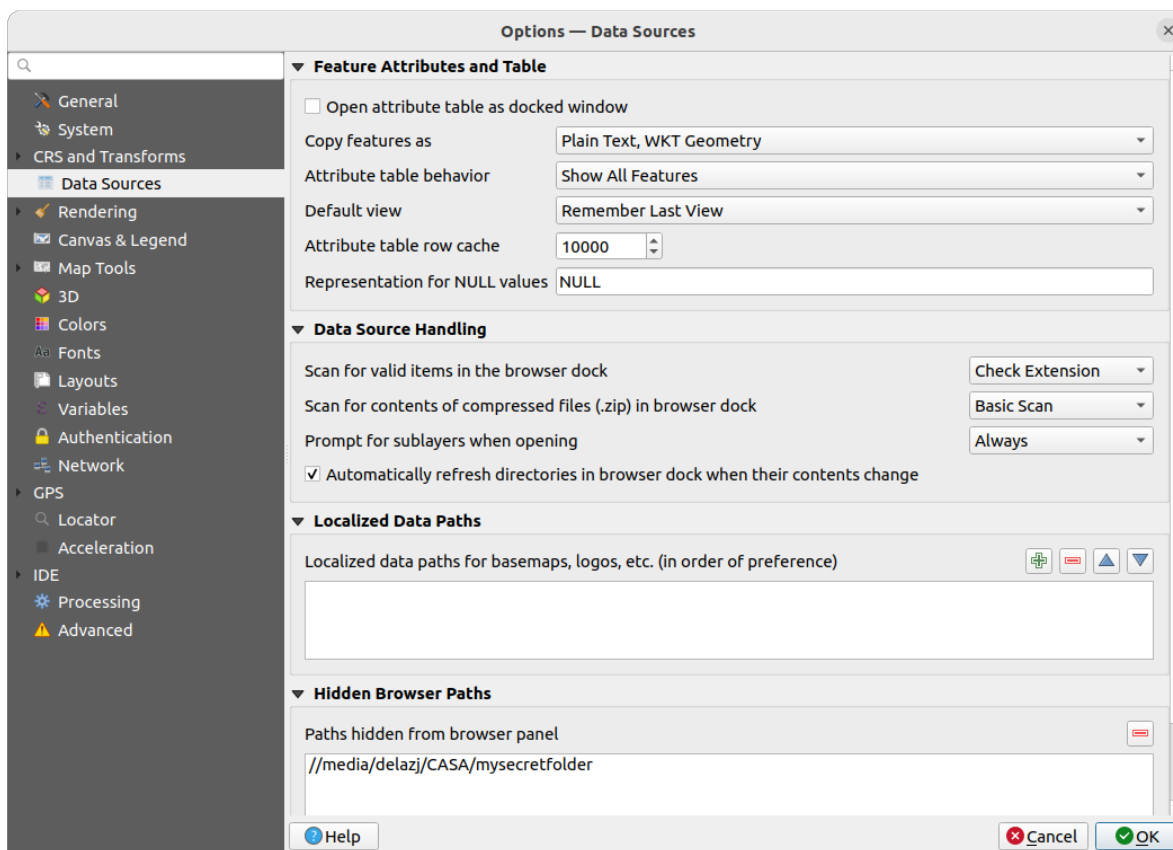 Options — Data Sources
General
System
CRS and Transforms
Data Sources
Rendering
Canvas & Legend
Map Tools
3D
Colors
Aa Fonts
Layouts
Variables
Authentication
Network
GPS
Locator
Acceleration
IDE
Processing
Advanced
Feature Attributes and Table
Open attribute table as docked window
Copy features as Plain Text, WKT Geometry
Attribute table behavior Show All Features
Default view Remember Last View
Attribute table row cache 10000
Representation for NULL values NULL
Data Source Handling
Scan for valid items in the browser dock Check Extension
Scan for contents of compressed files (.zip) in browser dock Basic Scan
Prompt for sublayers when opening Always
Automatically refresh directories in browser dock when their contents change
Localized Data Paths
Localized data paths for basemaps, logos, etc. (in order of preference)
Hidden Browser Paths
Paths hidden from browser panel
//media/delazj/CASA/mysecretfolder
Help Cancel OK